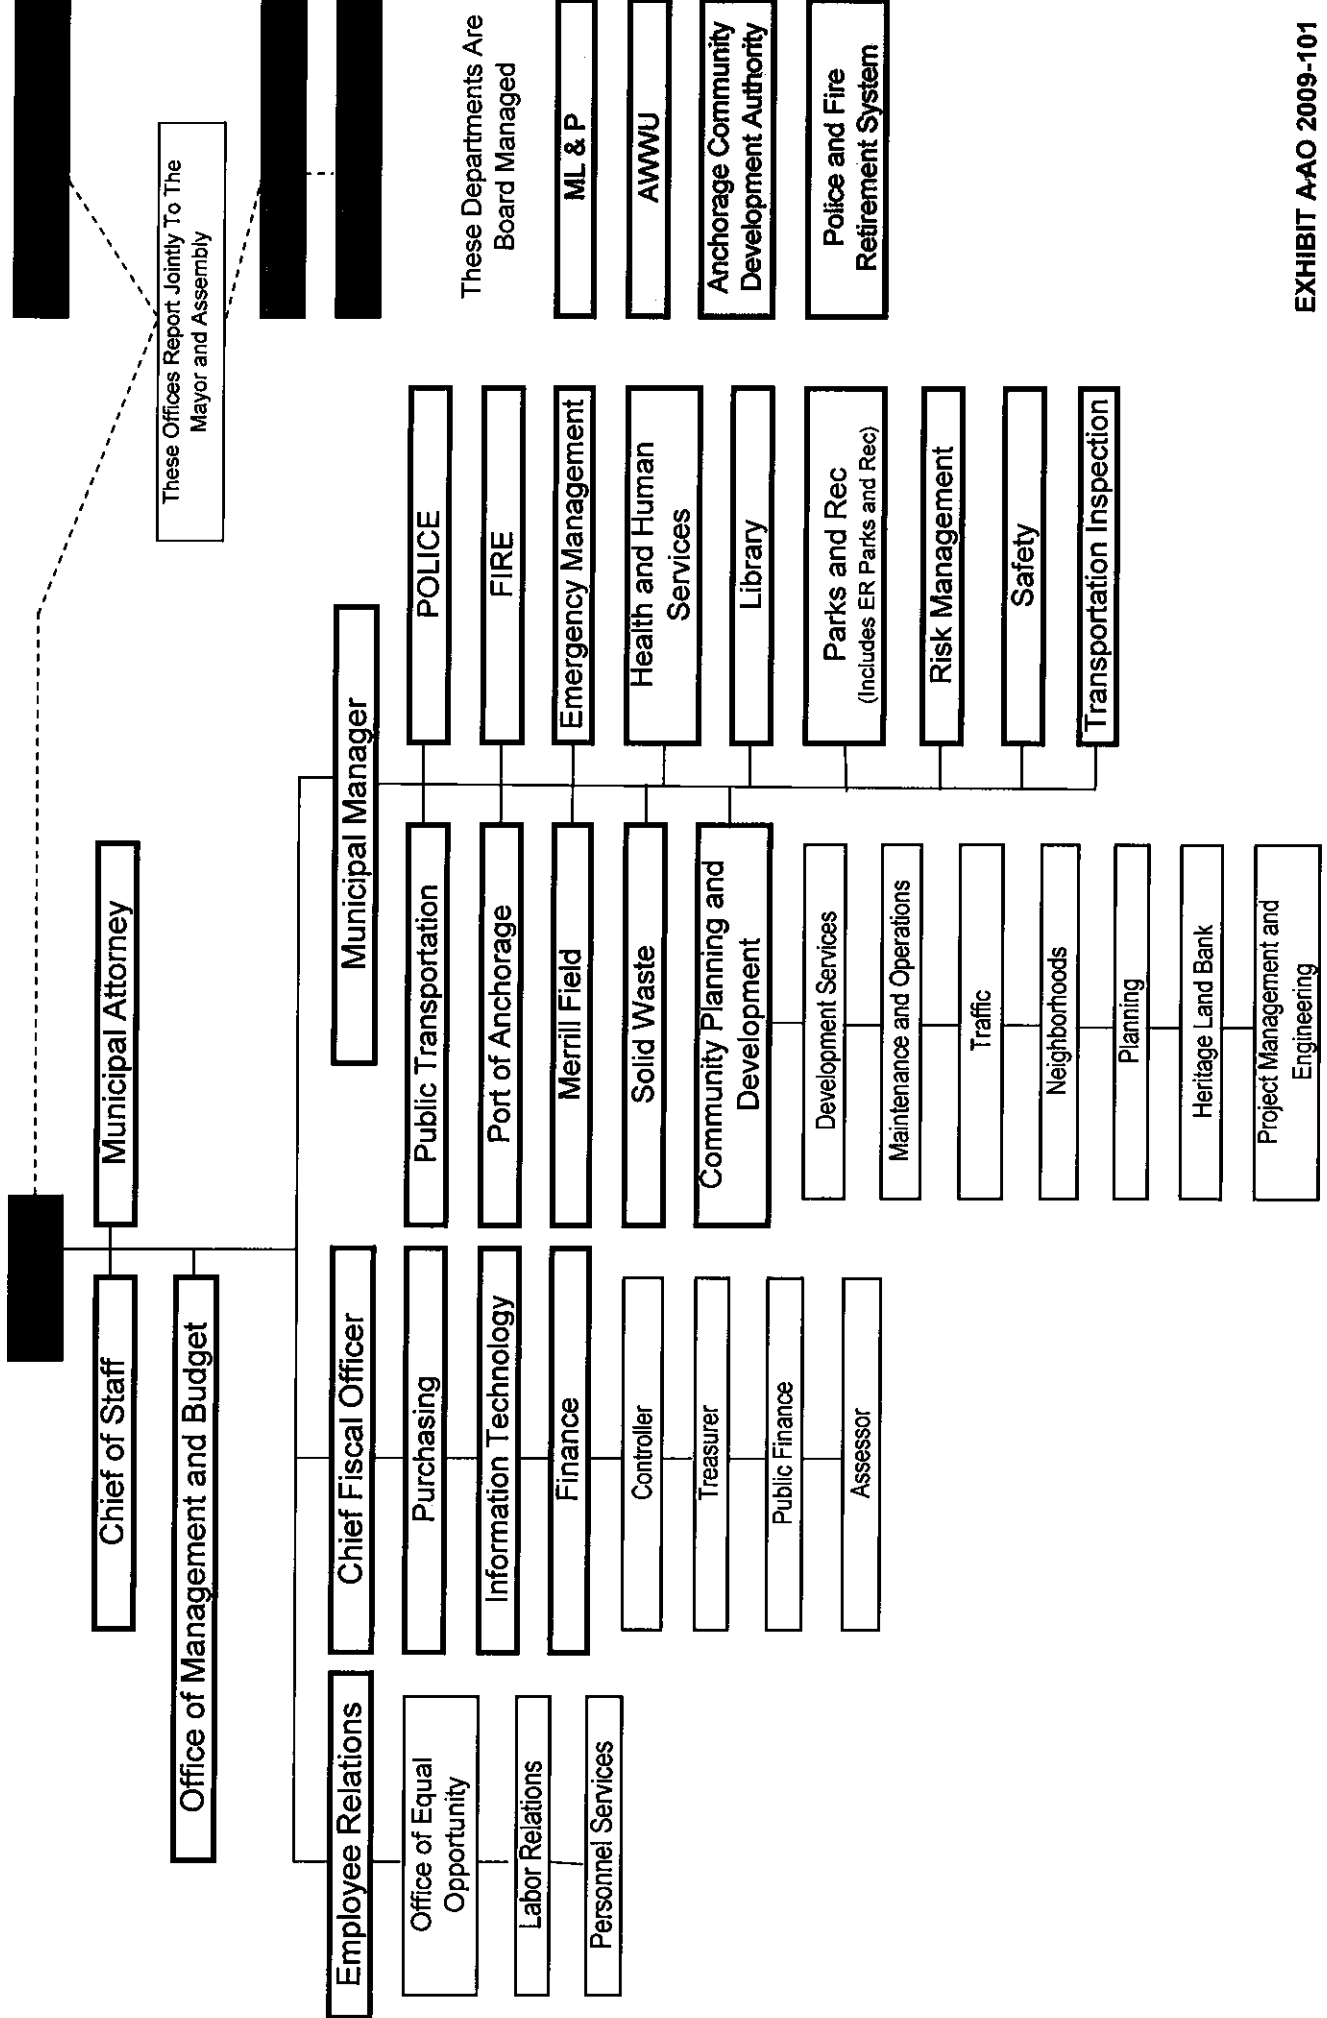 These Offices Report Jointly To The
Mayor and Assembly
Chief of Staff
Municipal Attorney
Office of Management and Budget
Employee Relations
Office of Equal
Opportunity
Labor Relations
Personnel Services
Chief Fiscal Officer
Purchasing
Information Technology
Finance
Controller
Treasurer
Public Finance
Assessor
Municipal Manager
Public Transportation
Port of Anchorage
Merrill Field
Solid Waste
Community Planning and
Development
Development Services
Maintenance and Operations
Traffic
Neighborhoods
Planning
Heritage Land Bank
Project Management and
Engineering
POLICE
FIRE
Emergency Management
Health and Human
Services
Library
Parks and Rec
(Includes ER Parks and Rec)
Risk Management
Safety
Transportation Inspection
These Departments Are
Board Managed
ML & P
AWWU
Anchorage Community
Development Authority
Police and Fire
Retirement System
EXHIBIT A AO 2009-101